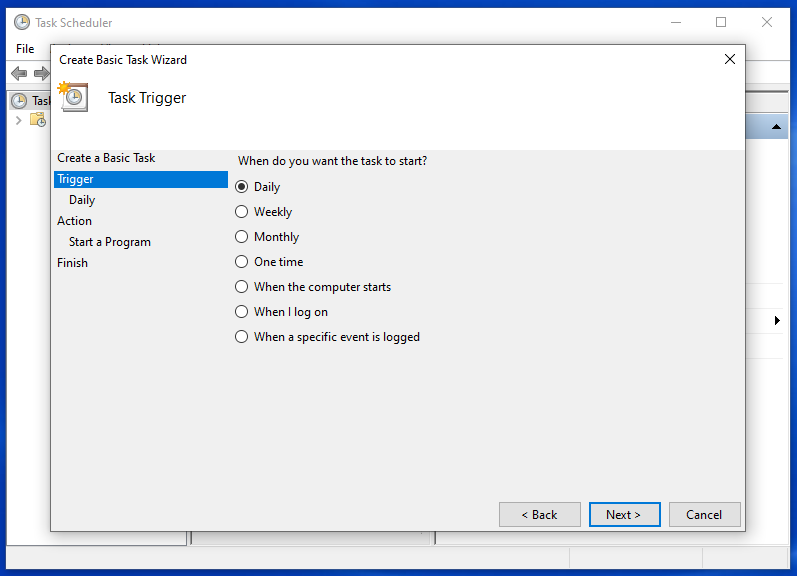 Task Scheduler
File
Create Basic Task Wizard
Task Trigger
Create a Basic Task
Trigger
Daily
Action
Start a Program
Finish
When do you want the task to start?
Daily
Weekly
Monthly
One time
When the computer starts
When I log on
When a specific event is logged
< Back
Next >
Cancel